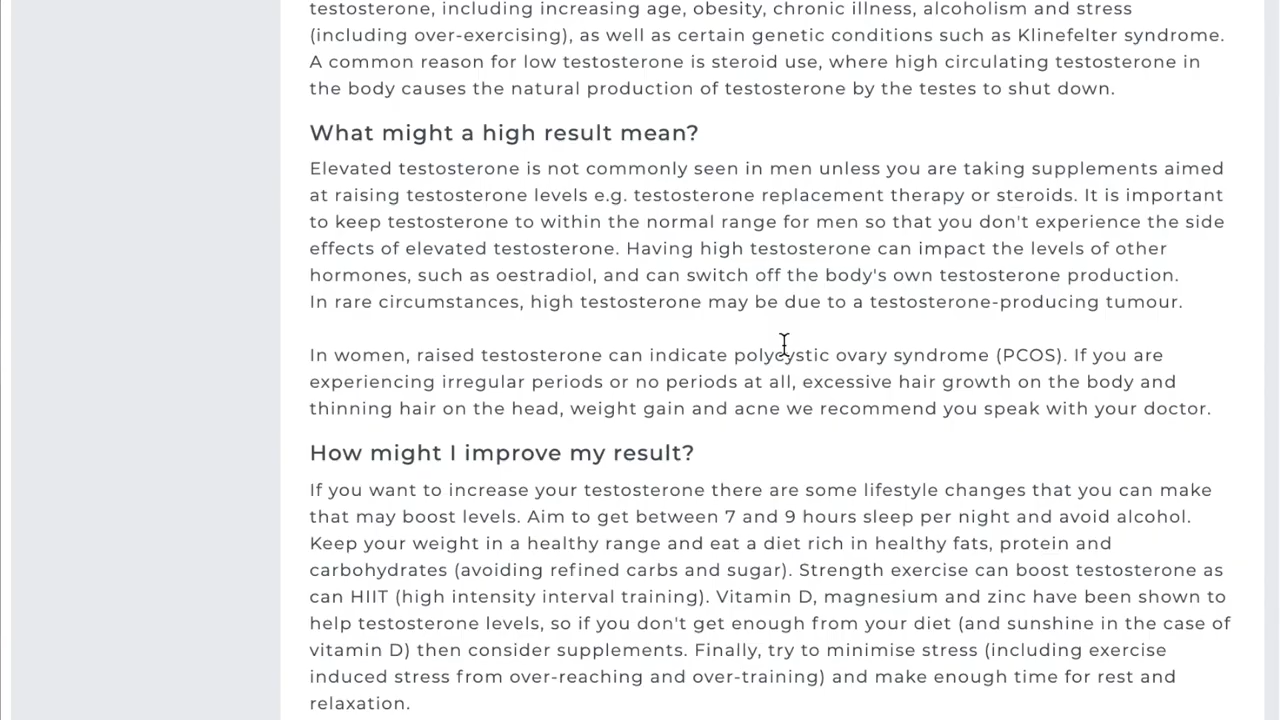 testosterone, including increasing age, obesity, chronic illness, alcoholism and stress
(including over-exercising), as well as certain genetic conditions such as Klinefelter syndrome.
A common reason for low testosterone is steroid use, where high circulating testosterone in
the body causes the natural production of testosterone by the testes to shut down.
What might a high result mean?
Elevated testosterone is not commonly seen in men unless you are taking supplements aimed
at raising testosterone levels e.g. testosterone replacement therapy or steroids. It is important
to keep testosterone to within the normal range for men so that you don't experience the side
effects of elevated testosterone. Having high testosterone can impact the levels of other
hormones, such as oestradiol, and can switch off the body's own testosterone production.
In rare circumstances, high testosterone may be due to a testosterone-producing tumour.
In women, raised testosterone can indicate polycystic ovary syndrome (PCOS). If you are
experiencing irregular periods or no periods at all, excessive hair growth on the body and
thinning hair on the head, weight gain and acne we recommend you speak with your doctor.
How might I improve my result?
If you want to increase your testosterone there are some lifestyle changes that you can make
that may boost levels. Aim to get between 7 and 9 hours sleep per night and avoid alcohol.
Keep your weight in a healthy range and eat a diet rich in healthy fats, protein and
carbohydrates (avoiding refined carbs and sugar). Strength exercise can boost testosterone as
can HIIT (high intensity interval training). Vitamin D, magnesium and zinc have been shown to
help testosterone levels, so if you don't get enough from your diet (and sunshine in the case of
vitamin D) then consider supplements. Finally, try to minimise stress (including exercise
induced stress from over-reaching and over-training) and make enough time for rest and
relaxation.